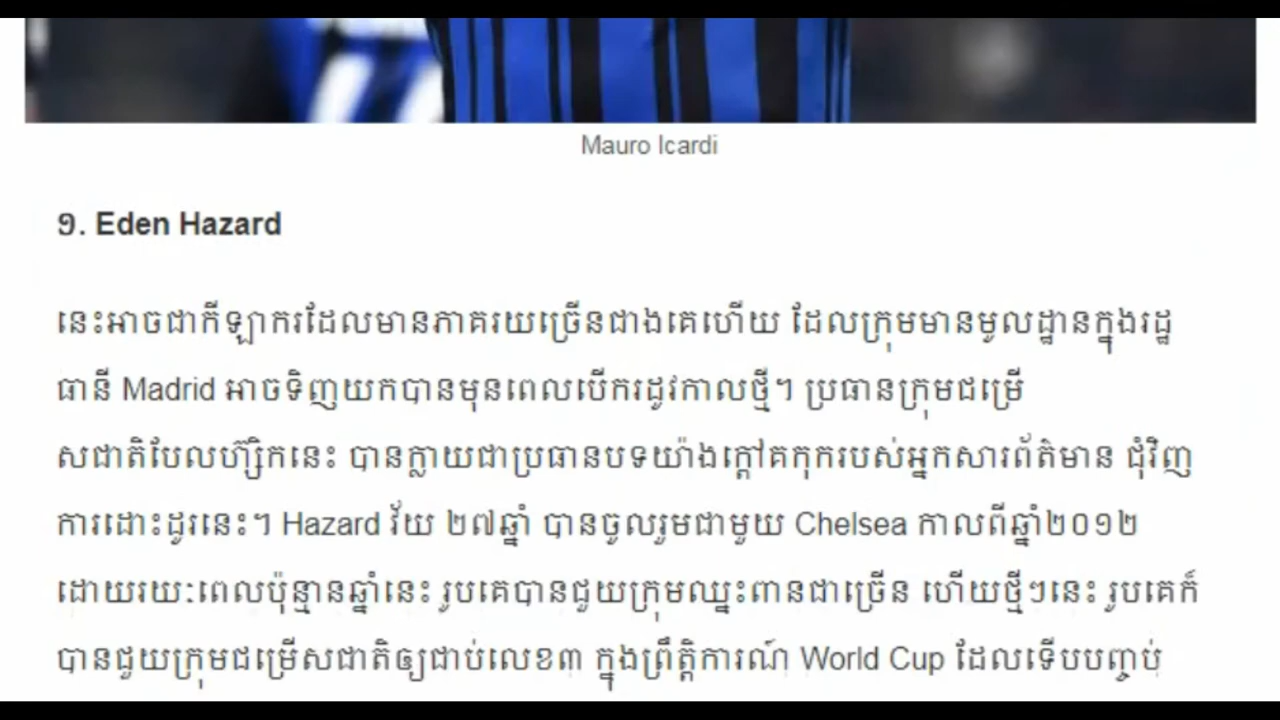 Mauro Icardi
១. Eden Hazard
នេះអាចជាកីឡាករដែលមានភាគរយច្រើនជាងគេហើយ ដែលក្រុមមានមូលដ្ឋានក្នុងរដ្ឋ
ធានី Madrid អាចទិញយកបានមុនពេលបើករដូវកាលថ្មី។ ប្រធានក្រុមជម្រើ
សជាតិបែលហ្ស៊ិកនេះ បានក្លាយជាប្រធានបទយ៉ាងក្តៅគគុករបស់អ្នកសារព័ត៌មាន ជុំវិញ
ការដោះដូរនេះ។ Hazard វ័យ ២៧ឆ្នាំ បានចូលរួមជាមួយ Chelsea កាលពីឆ្នាំ២០១២
ដោយរយៈពេលប៉ុន្មានឆ្នាំនេះ រូបគេបានជួយក្រុមឈ្នះពានជាច្រើន ហើយថ្មីៗនេះ រូបគេក៏
បានជួយក្រុមជម្រើសជាតិឲ្យជាប់លេខ៣ ក្នុងព្រឹត្តិការណ៍ World Cup ដែលទើបបញ្ចប់